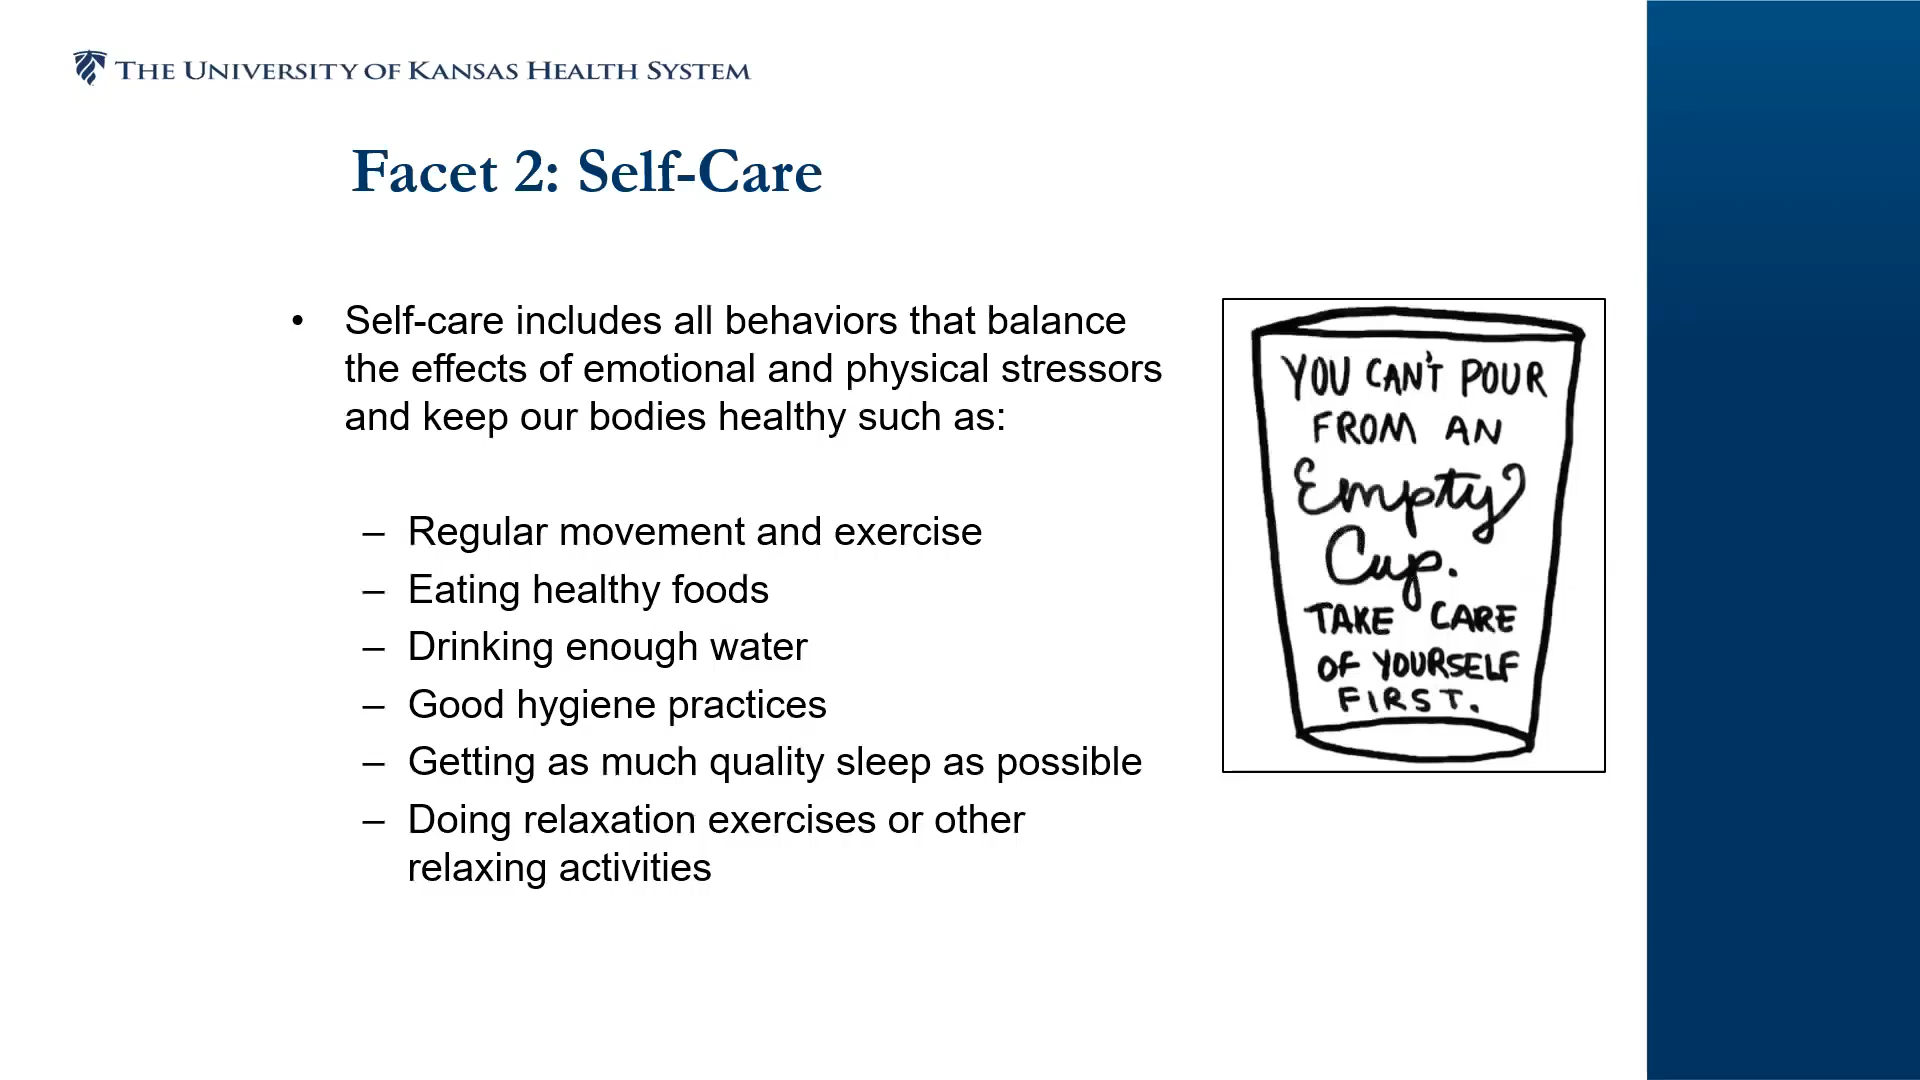 THE UNIVERSITY OF KANSAS HEALTH SYSTEM
Facet 2: Self-Care
• Self-care includes all behaviors that balance
the effects of emotional and physical stressors
and keep our bodies healthy such as:
– Regular movement and exercise
– Eating healthy foods
– Drinking enough water
– Good hygiene practices
– Getting as much quality sleep as possible
– Doing relaxation exercises or other
relaxing activities
YOU CAN'T POUR
FROM AN
Empty
Cup.
TAKE CARE
OF YOURSELF
FIRST.